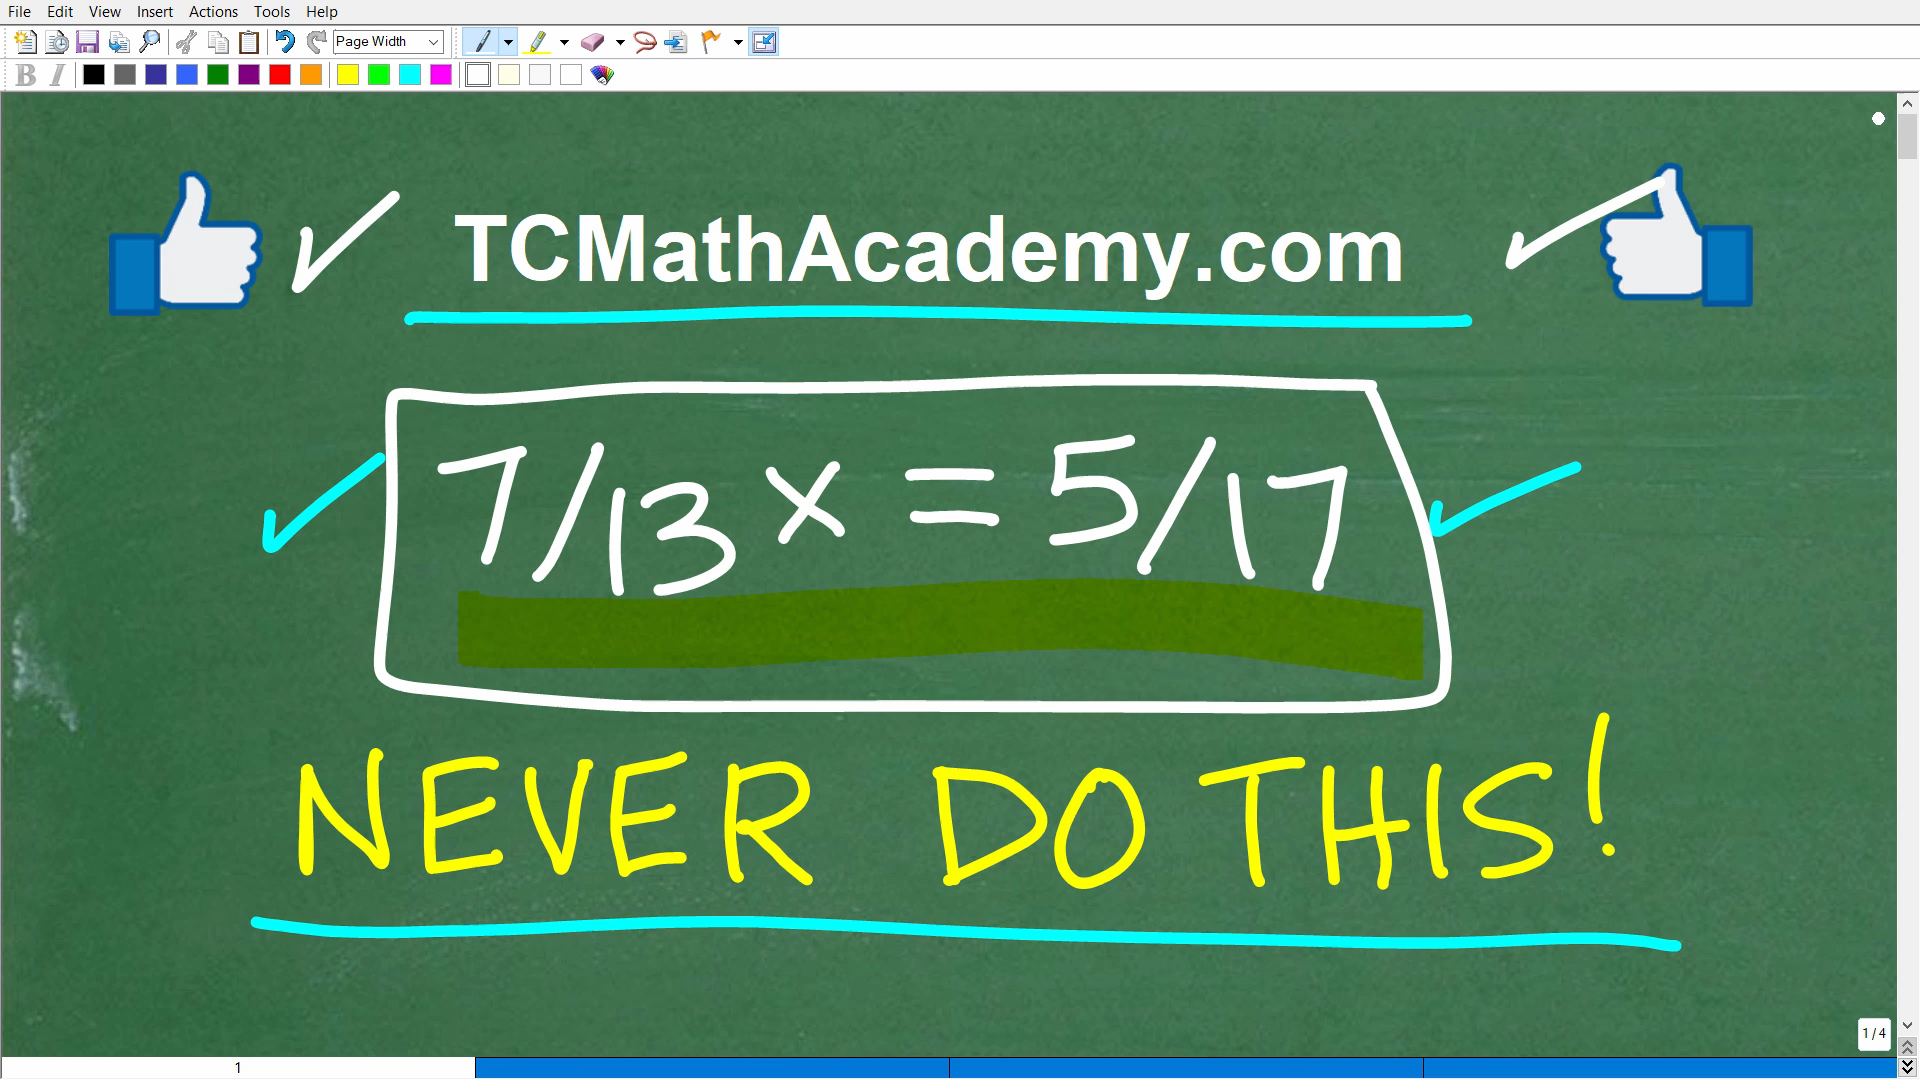 File Edit View Insert Actions Tools Help
Page Width
B I
TCMathAcademy.com
7/13 x = 5/17
NEVER DO THIS!
1 / 4
1